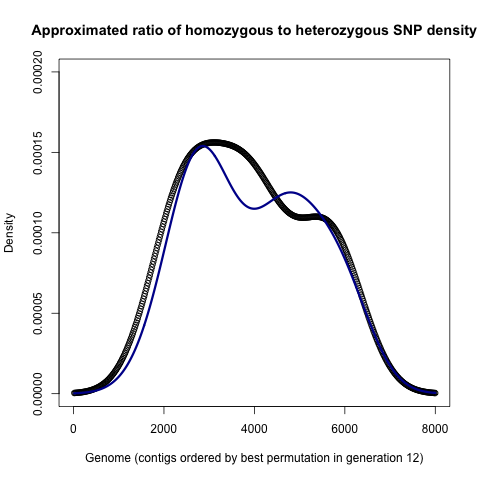 Approximated ratio of homozygous to heterozygous SNP density
0.00020
0.00015
0.00010
0.00005
0.00000
Density
0 2000 4000 6000 8000
Genome (contigs ordered by best permutation in generation 12)